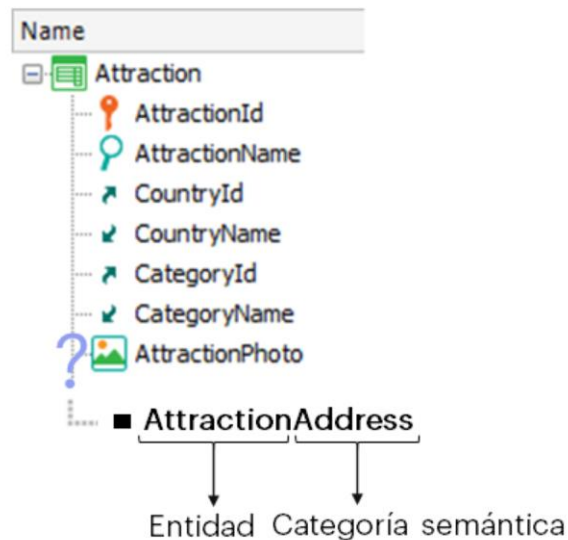 Name
Attraction
AttractionId
AttractionName
CountryId
CountryName
CategoryId
CategoryName
? AttractionPhoto
AttractionAddress
Entidad Categoría semántica